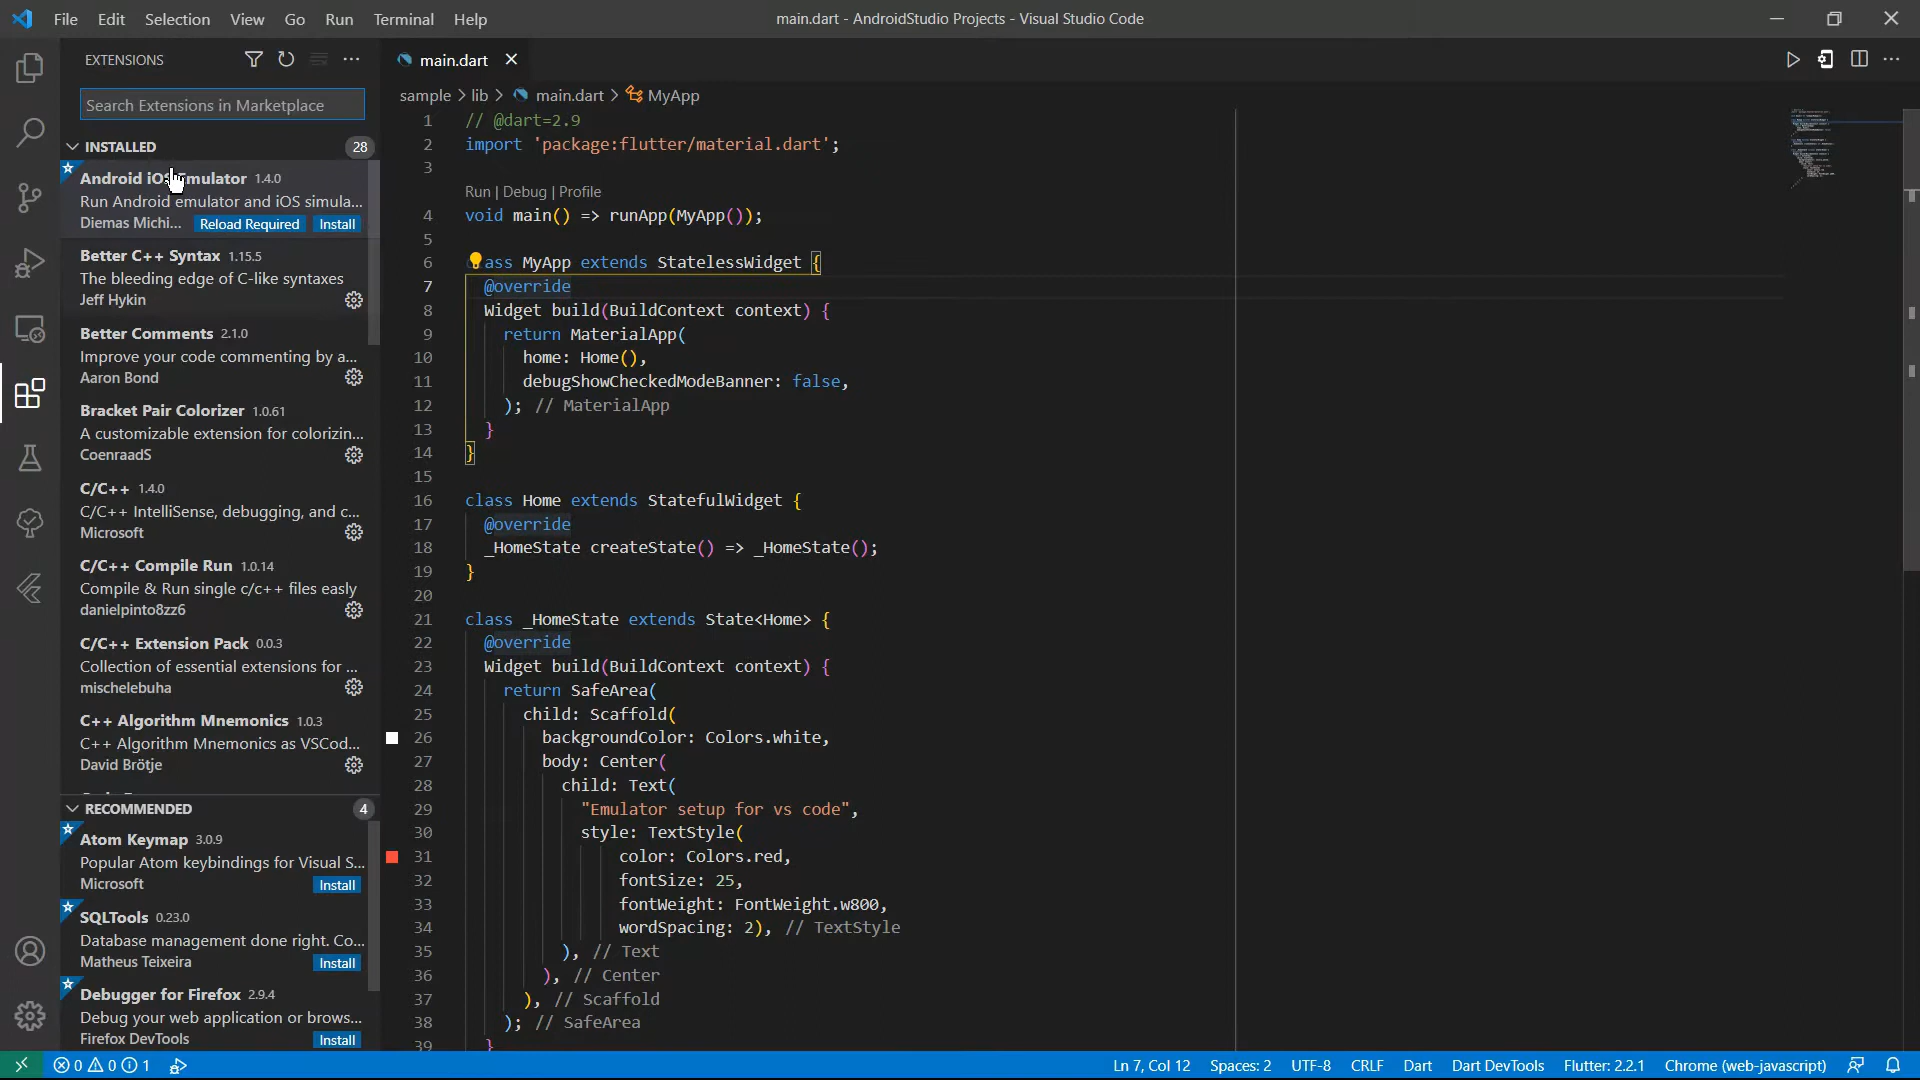 File Edit Selection View Go Run Terminal Help
main.dart - AndroidStudio Projects - Visual Studio Code
EXTENSIONS
Search Extensions in Marketplace
INSTALLED 28
Android iOS Emulator 1.4.0
Run Android emulator and iOS simula...
Diemas Michi... Reload Required Install
Better C++ Syntax 1.15.5
The bleeding edge of C-like syntaxes
Jeff Hykin
Better Comments 2.1.0
Improve your code commenting by a...
Aaron Bond
Bracket Pair Colorizer 1.0.61
A customizable extension for colorizin...
CoenraadS
C/C++ 1.4.0
C/C++ IntelliSense, debugging, and c...
Microsoft
C/C++ Compile Run 1.0.14
Compile & Run single c/c++ files easly
danielpinto8zz6
C/C++ Extension Pack 0.0.3
Collection of essential extensions for ...
mischelebuha
C++ Algorithm Mnemonics 1.0.3
C++ Algorithm Mnemonics as VSCod...
David Brötje
RECOMMENDED 4
Atom Keymap 3.0.9
Popular Atom keybindings for Visual S...
Microsoft Install
SQLTools 0.23.0
Database management done right. Co...
Matheus Teixeira Install
Debugger for Firefox 2.9.4
Debug your web application or brows...
Firefox DevTools Install
main.dart
sample > lib > main.dart > MyApp
1 // @dart=2.9
2 import 'package:flutter/material.dart';
3
Run | Debug | Profile
4 void main() => runApp(MyApp());
5
6 ass MyApp extends StatelessWidget {
7 @override
8 Widget build(BuildContext context) {
9 return MaterialApp(
10 home: Home(),
11 debugShowCheckedModeBanner: false,
12 ); // MaterialApp
13 }
14 }
15
16 class Home extends StatefulWidget {
17 @override
18 _HomeState createState() => _HomeState();
19 }
20
21 class _HomeState extends State<Home> {
22 @override
23 Widget build(BuildContext context) {
24 return SafeArea(
25 child: Scaffold(
26 backgroundColor: Colors.white,
27 body: Center(
28 child: Text(
29 "Emulator setup for vs code",
30 style: TextStyle(
31 color: Colors.red,
32 fontSize: 25,
33 fontWeight: FontWeight.w800,
34 wordSpacing: 2), // TextStyle
35 ), // Text
36 ), // Center
37 ), // Scaffold
38 ); // SafeArea
39 }
0 0 1
Ln 7, Col 12 Spaces: 2 UTF-8 CRLF Dart Dart DevTools Flutter: 2.2.1 Chrome (web-javascript)